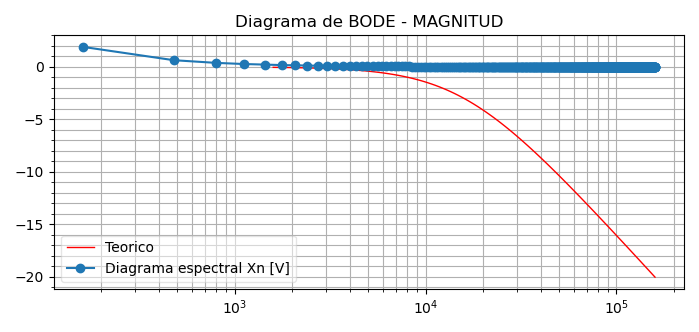 Diagrama de BODE - MAGNITUD
0
−5
−10
−15
−20
Teorico
Diagrama espectral Xn [V]
10³
10⁴
10⁵